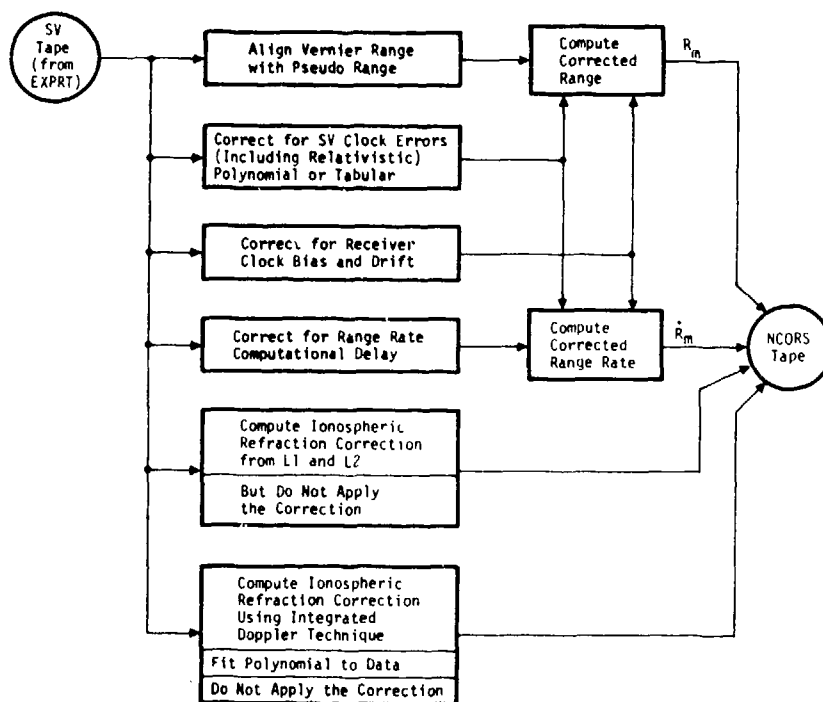 SV
Tape
(from
EXPRT)
Align Vernier Range
with Pseudo Range
Compute
Corrected
Range
Rm
Correct for SV Clock Errors
(Including Relativistic)
Polynomial or Tabular
Correct for Receiver
Clock Bias and Drift
Correct for Range Rate
Computational Delay
Compute
Corrected
Range Rate
Ṙm
NCORS
Tape
Compute Ionospheric
Refraction Correction
from L1 and L2
But Do Not Apply
the Correction
Compute Ionospheric
Refraction Correction
Using Integrated
Doppler Technique
Fit Polynomial to Data
Do Not Apply the Correction